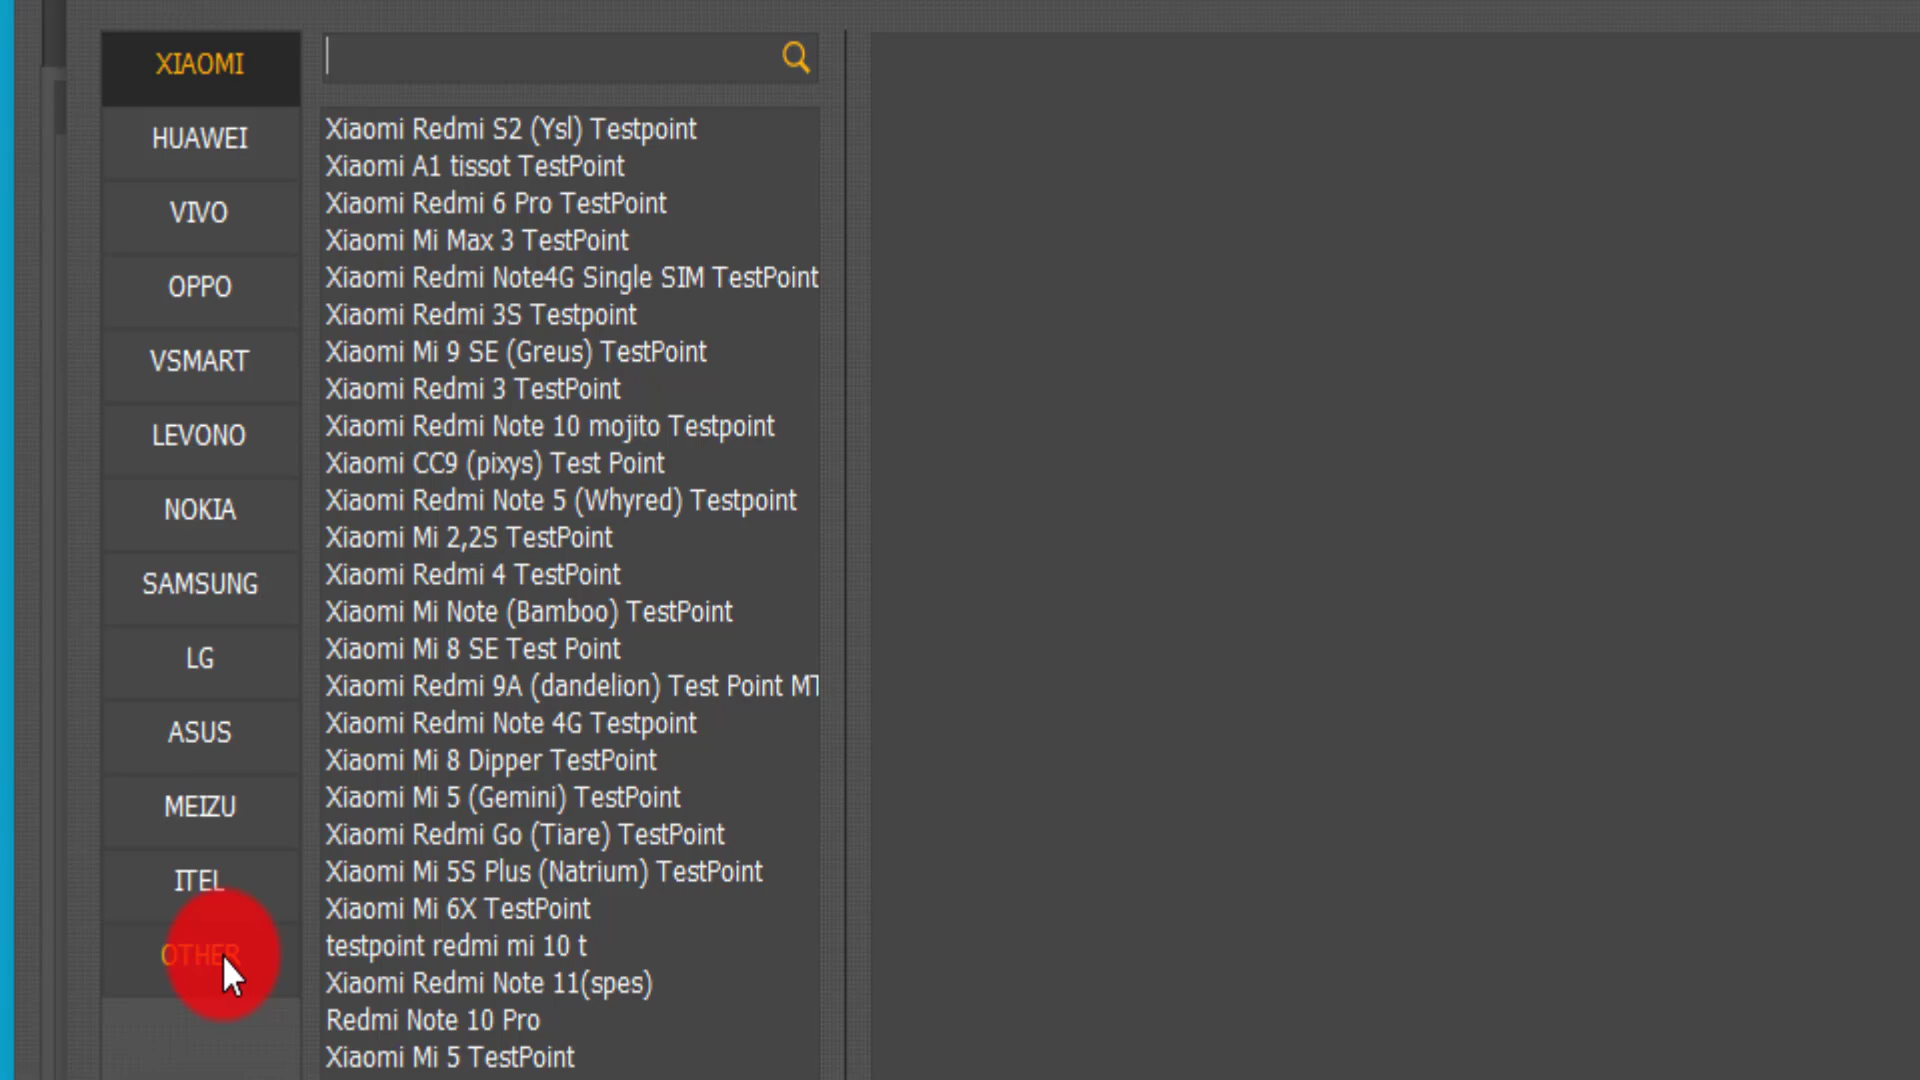 XIAOMI
HUAWEI
VIVO
OPPO
VSMART
LEVONO
NOKIA
SAMSUNG
LG
ASUS
MEIZU
ITEL
OTHER
Xiaomi Redmi S2 (Ysl) Testpoint
Xiaomi A1 tissot TestPoint
Xiaomi Redmi 6 Pro TestPoint
Xiaomi Mi Max 3 TestPoint
Xiaomi Redmi Note4G Single SIM TestPoint
Xiaomi Redmi 3S Testpoint
Xiaomi Mi 9 SE (Greus) TestPoint
Xiaomi Redmi 3 TestPoint
Xiaomi Redmi Note 10 mojito Testpoint
Xiaomi CC9 (pixys) Test Point
Xiaomi Redmi Note 5 (Whyred) Testpoint
Xiaomi Mi 2,2S TestPoint
Xiaomi Redmi 4 TestPoint
Xiaomi Mi Note (Bamboo) TestPoint
Xiaomi Mi 8 SE Test Point
Xiaomi Redmi 9A (dandelion) Test Point MT
Xiaomi Redmi Note 4G Testpoint
Xiaomi Mi 8 Dipper TestPoint
Xiaomi Mi 5 (Gemini) TestPoint
Xiaomi Redmi Go (Tiare) TestPoint
Xiaomi Mi 5S Plus (Natrium) TestPoint
Xiaomi Mi 6X TestPoint
testpoint redmi mi 10 t
Xiaomi Redmi Note 11(spes)
Redmi Note 10 Pro
Xiaomi Mi 5 TestPoint